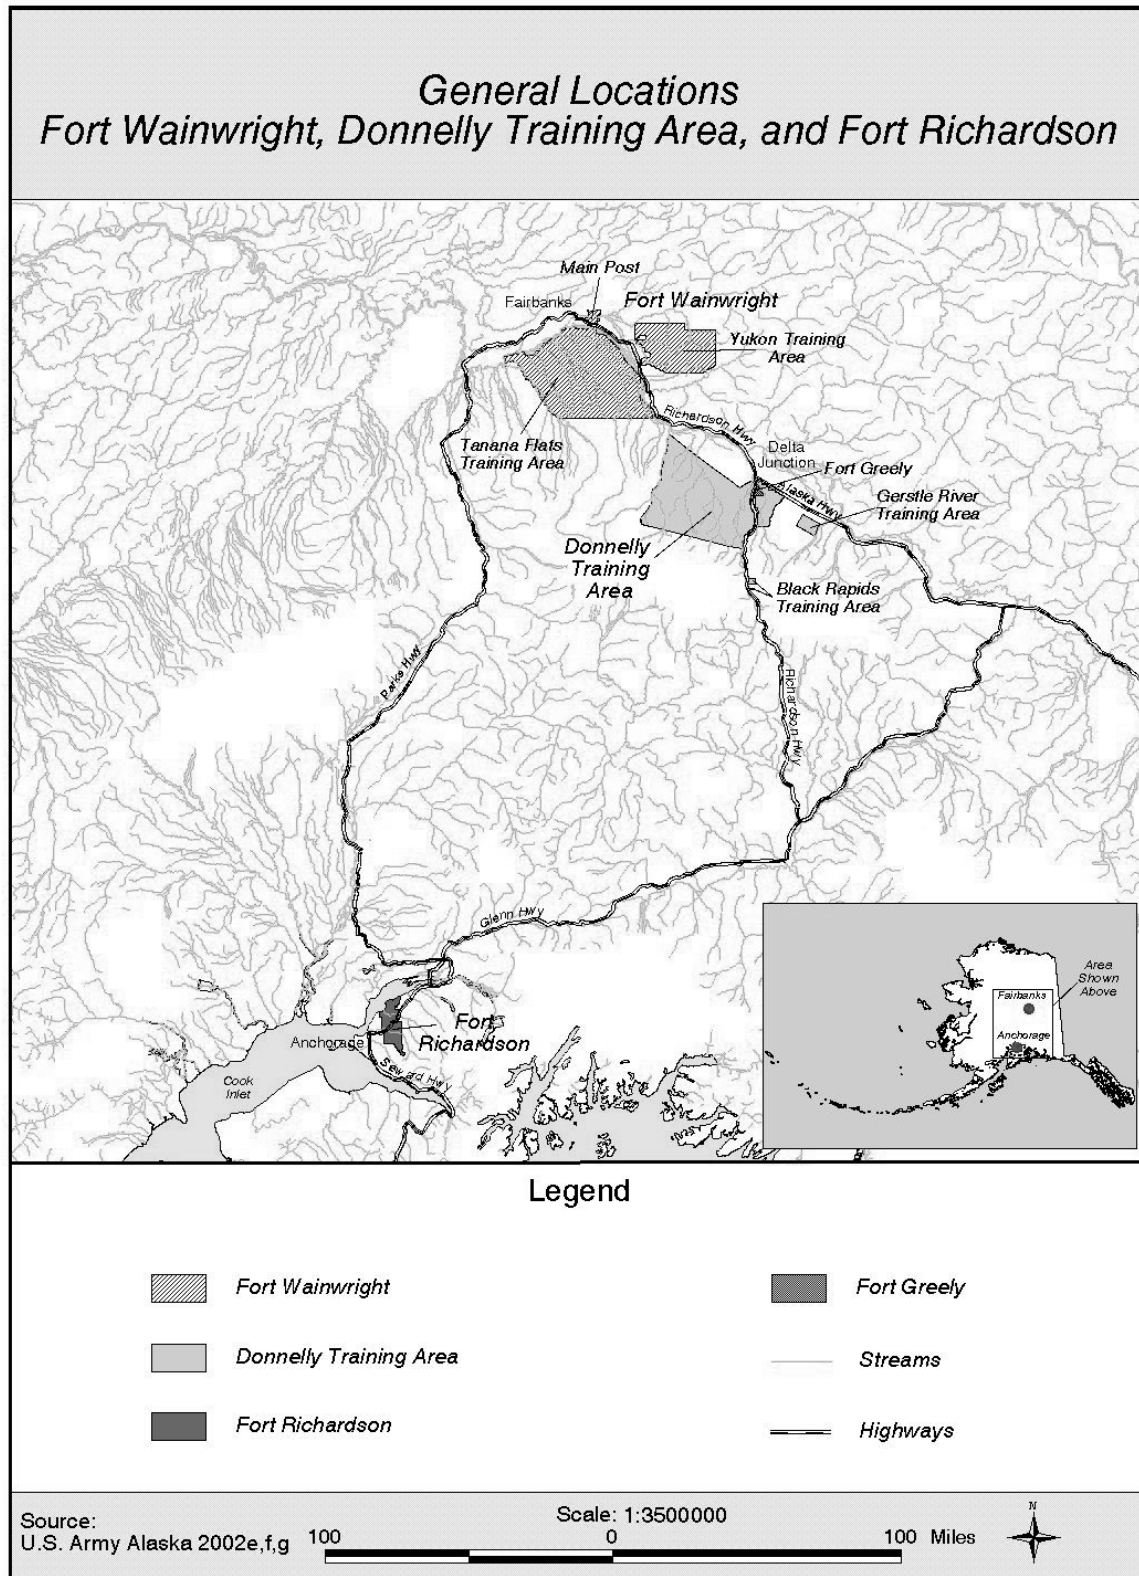 General Locations
Fort Wainwright, Donnelly Training Area, and Fort Richardson
Main Post
Fairbanks
Fort Wainwright
Yukon Training
Area
Richardson Hwy
Tanana Flats
Training Area
Delta
Junction
Fort Greely
Alaska Hwy
Gerstle River
Training Area
Donnelly
Training
Area
Black Rapids
Training Area
Parks Hwy
Richardson Hwy
Glenn Hwy
Area
Shown
Above
Fairbanks
Anchorage
Fort
Richardson
Anchorage
Hwy
Cook
Inlet
Legend
Fort Wainwright
Fort Greely
Donnelly Training Area
Streams
Fort Richardson
Highways
Source:
U.S. Army Alaska 2002e,f,g
Scale: 1:3500000
100 0 100 Miles
N